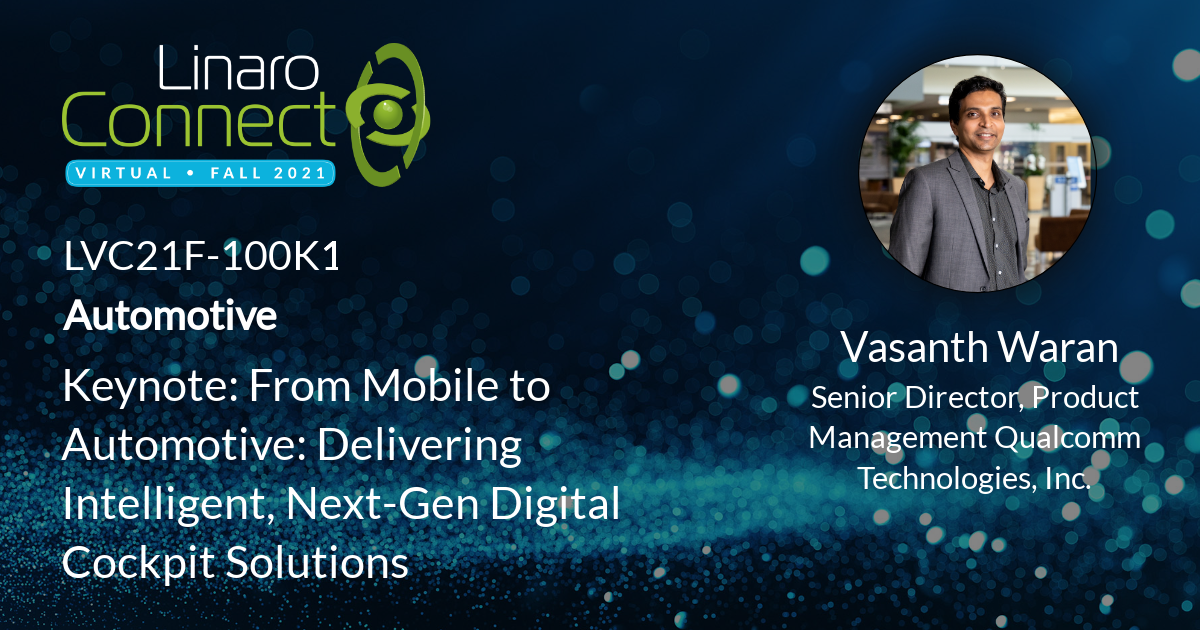 Linaro
Connect
VIRTUAL • FALL 2021
LVC21F-100K1
Automotive
Keynote: From Mobile to
Automotive: Delivering
Intelligent, Next-Gen Digital
Cockpit Solutions
Vasanth Waran
Senior Director, Product
Management Qualcomm
Technologies, Inc.